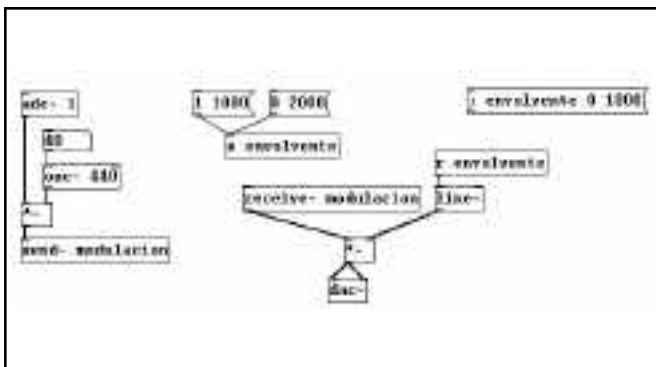 adc~ 1
1 1000
0 2000
; envolvente 0 1000
80
s envolvente
osc~ 440
r envolvente
*~
receive~ modulacion
line~
send~ modulacion
*~
dac~